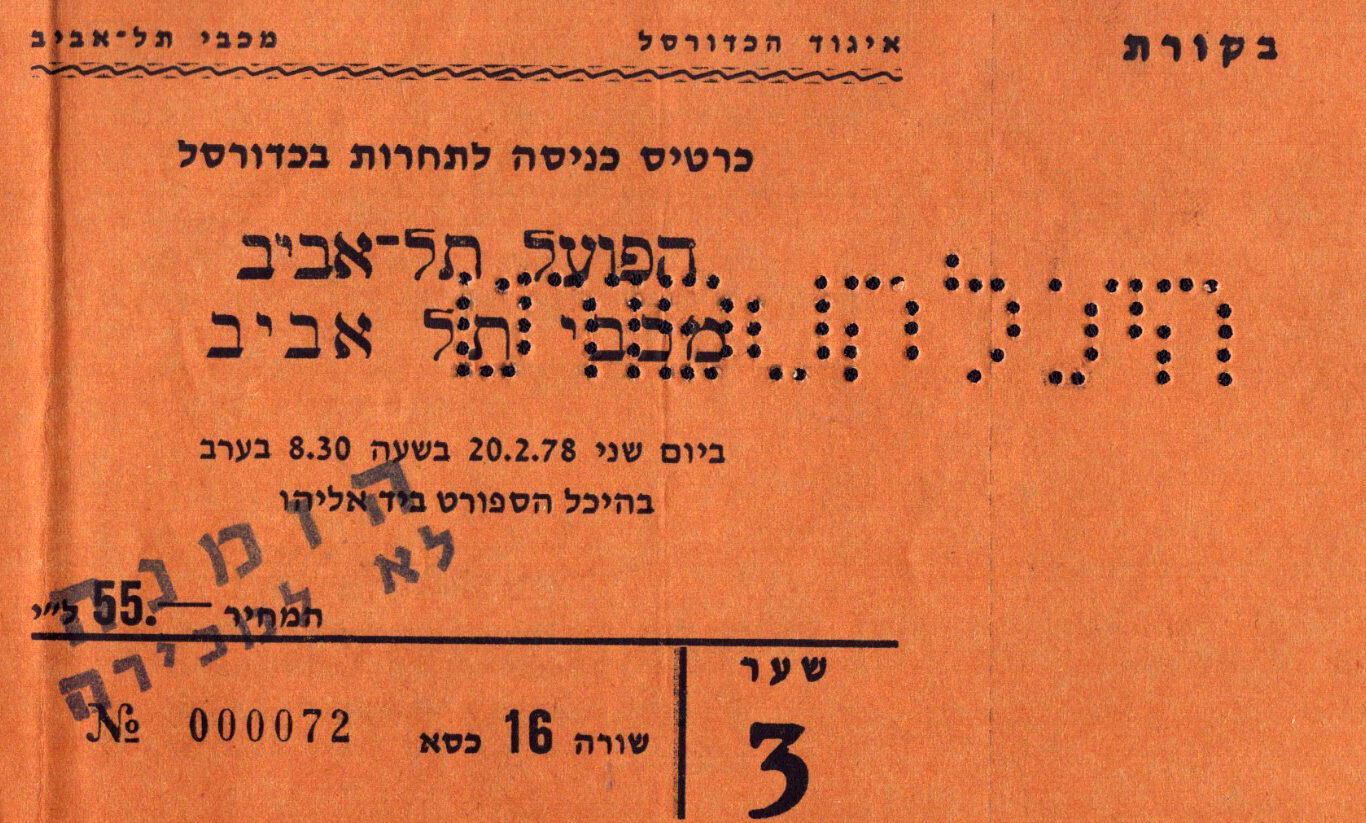 בקורת
איגוד הכדורסל מכבי תל־אביב
כרטיס כניסה לתחרות בכדורסל
הפועל תל־אביב
מכבי תל אביב
ביום שני 20.2.78 בשעה 8.30 בערב
בהיכל הספורט ביד אליהו
הזמנה
לא למכירה
המחיר —.55 ל״י
שער
3
שורה 16 כסא № 000072